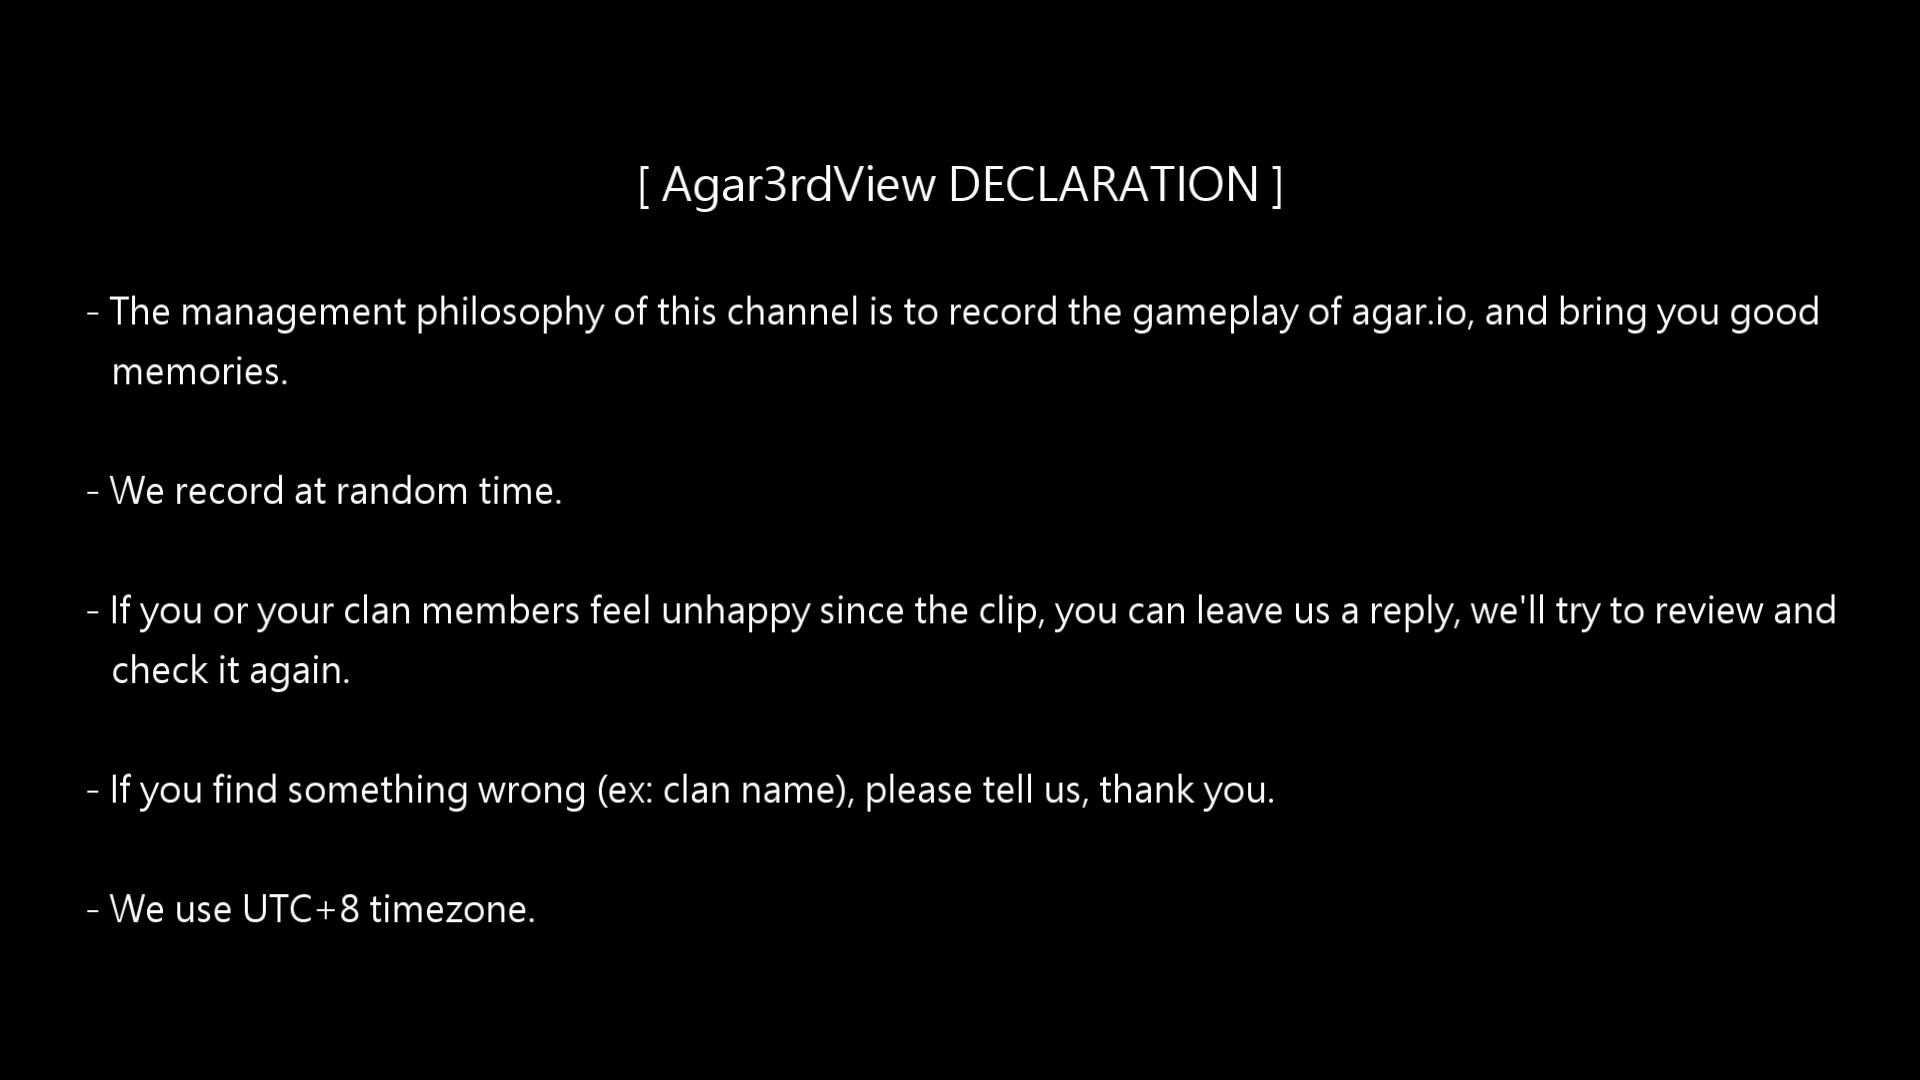 [ Agar3rdView DECLARATION ]
- The management philosophy of this channel is to record the gameplay of agar.io, and bring you good
memories.
- We record at random time.
- If you or your clan members feel unhappy since the clip, you can leave us a reply, we'll try to review and
check it again.
- If you find something wrong (ex: clan name), please tell us, thank you.
- We use UTC+8 timezone.